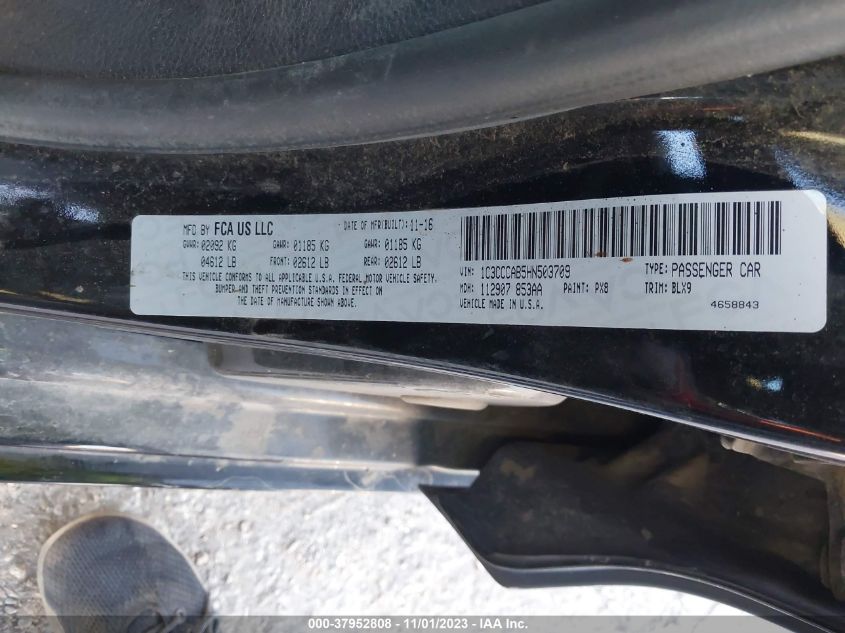 MFG BY FCA US LLC DATE OF MFR(BUILT):11-16
GVWR: 02092 KG GAWR: 01185 KG GAWR: 01185 KG
04612 LB FRONT: 02612 LB REAR: 02612 LB
THIS VEHICLE CONFORMS TO ALL APPLICABLE U.S.A. FEDERAL MOTOR VEHICLE SAFETY,
BUMPER AND THEFT PREVENTION STANDARDS IN EFFECT ON
THE DATE OF MANUFACTURE SHOWN ABOVE.
VIN: 1C3CCCAB5HN503709 TYPE: PASSENGER CAR
MDH: 112907 853AA PAINT: PX8 TRIM: BLX9
VEHICLE MADE IN U.S.A. 4658843
000-37952808 - 11/01/2023 - IAA Inc.